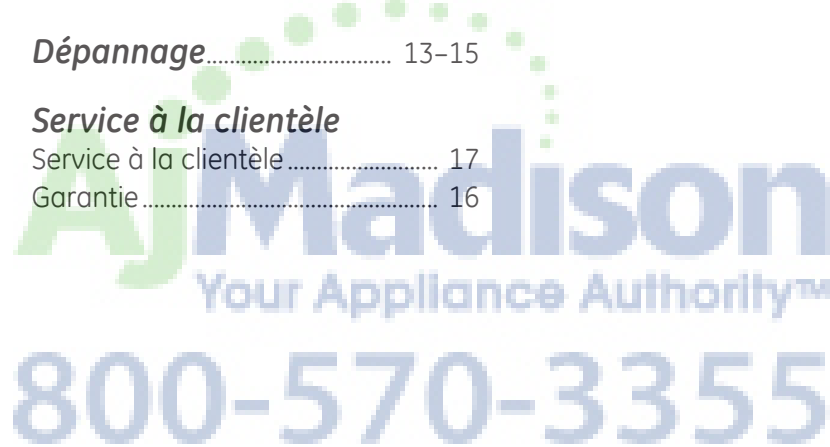 Dépannage................................ 13–15
Service à la clientèle
Service à la clientèle......................... 17
Garantie................................................. 16
AjMadison
Your Appliance Authority™
800-570-3355